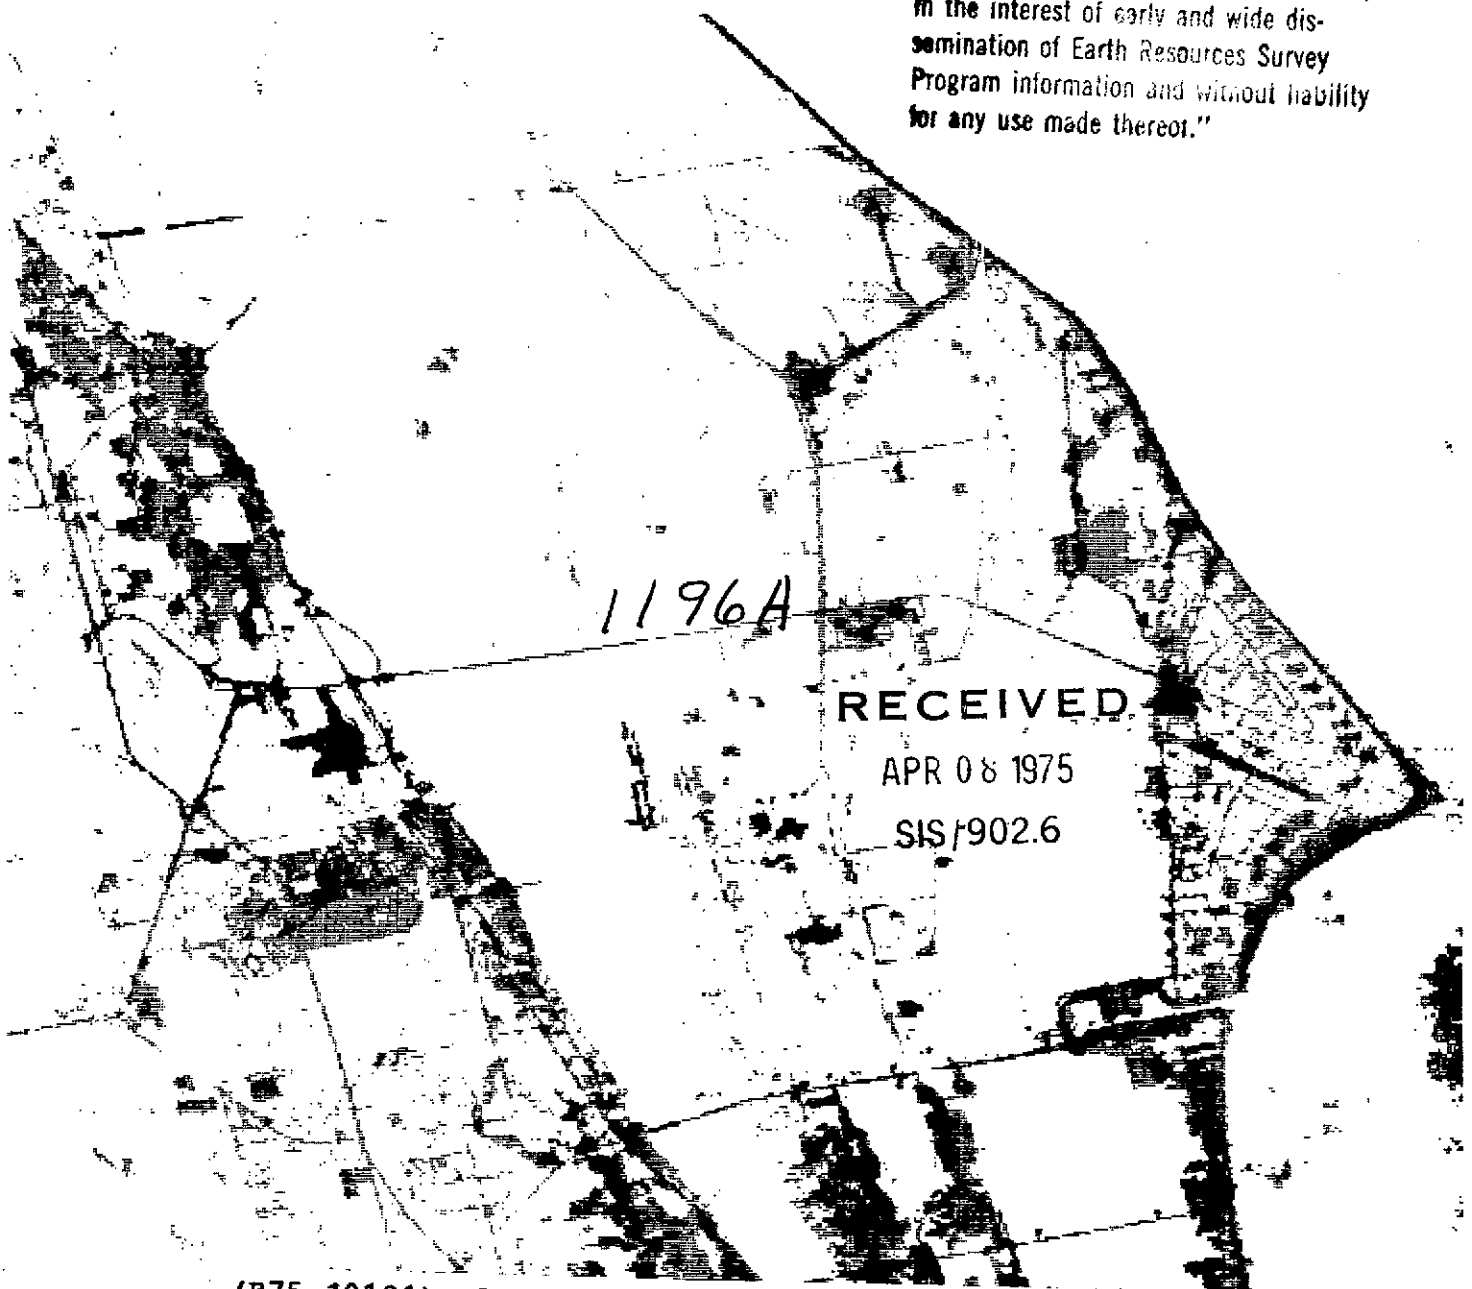 in the interest of early and wide dis-
semination of Earth Resources Survey
Program information and without liability
for any use made thereof."
1196A
RECEIVED
APR 08 1975
SIS/902.6